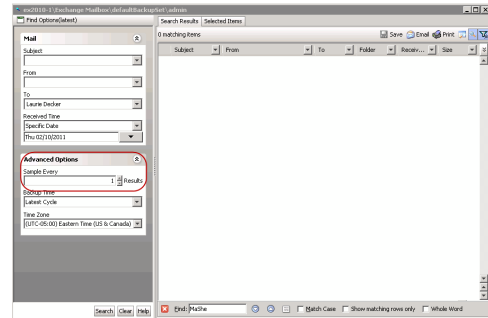 ex2010-1\Exchange Mailbox\defaultBackupSet\admin
Find Options(latest)
Mail
Subject
From
To
Laurie Decker
Received Time
Specific Date
Thu 02/10/2011
Advanced Options
Sample Every
1 Results
Backup Time
Latest Cycle
Time Zone
(UTC-05:00) Eastern Time (US & Canada)
Search Clear Help
Search Results Selected Items
0 matching items
Save Email Print
Subject From To Folder Receiv... Size
Find: MaShe Match Case Show matching rows only Whole Word